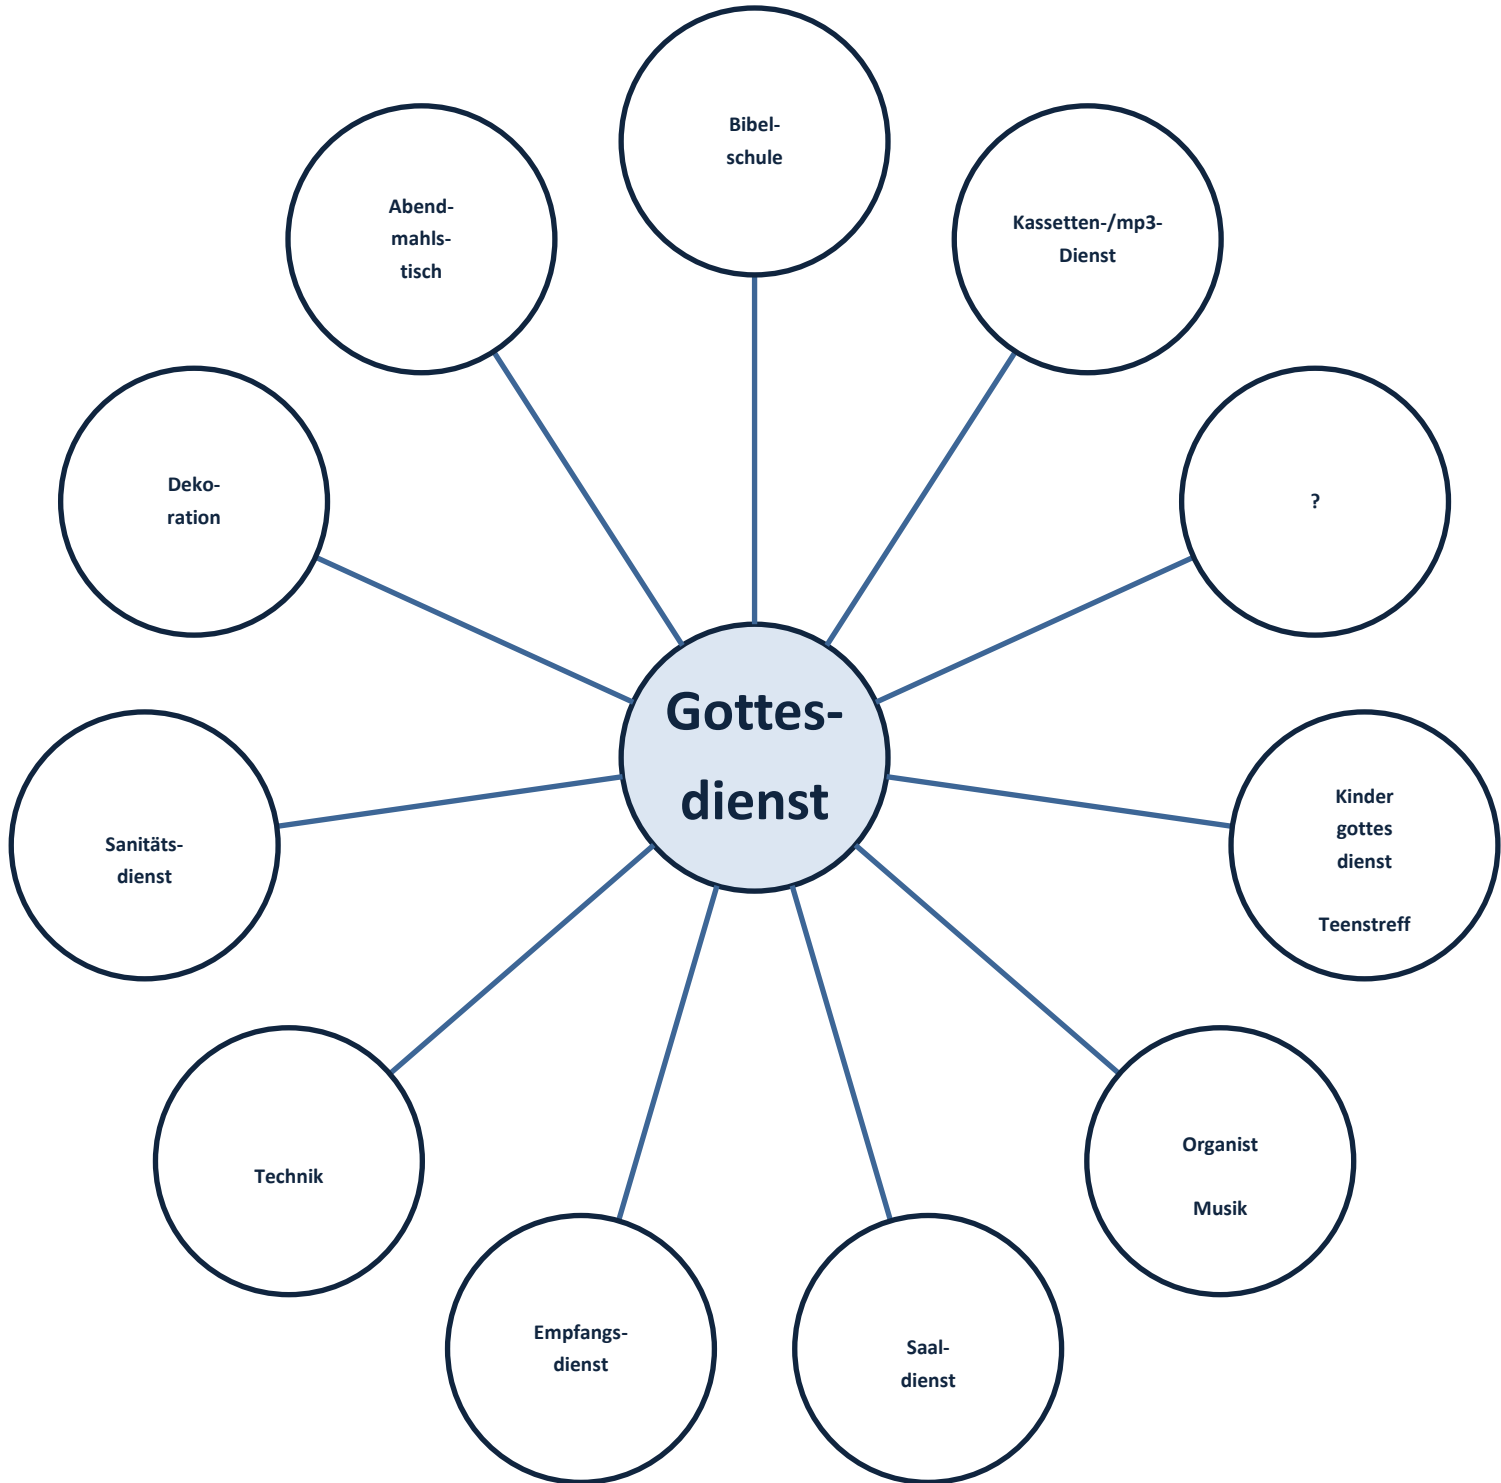 Bibel-
schule
Abend-
mahls-
tisch
Kassetten-/mp3-
Dienst
Deko-
ration
?
Gottes-
dienst
Sanitäts-
dienst
Kinder
gottes
dienst
Teenstreff
Technik
Organist
Musik
Empfangs-
dienst
Saal-
dienst